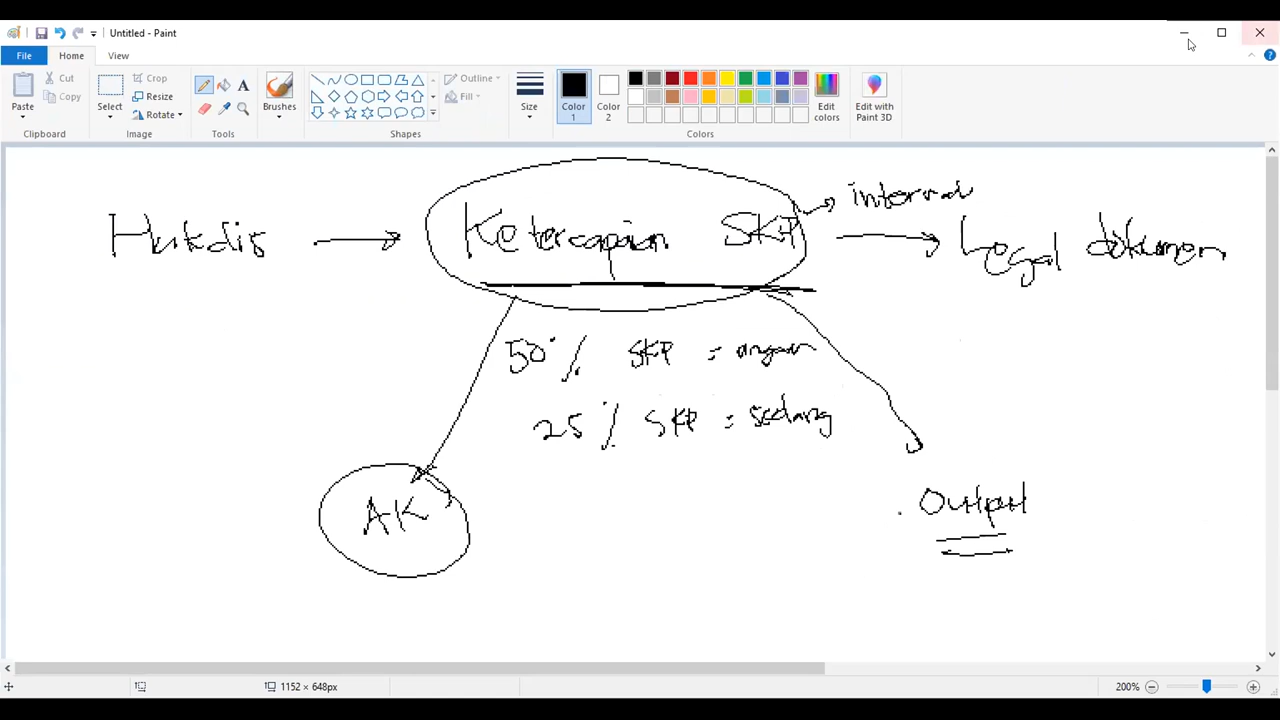 Untitled - Paint
File Home View
Paste
Cut
Copy
Clipboard
Select
Crop
Resize
Rotate
Image
Tools
Brushes
Shapes
Outline
Fill
Size
Color 1
Color 2
Edit colors
Colors
Edit with Paint 3D
internal
Hukdis Ketercapaian SKP Legal dokumen
50 % SKP =
25 % SKP = sedang
AK
Output
1152 × 648px
200%